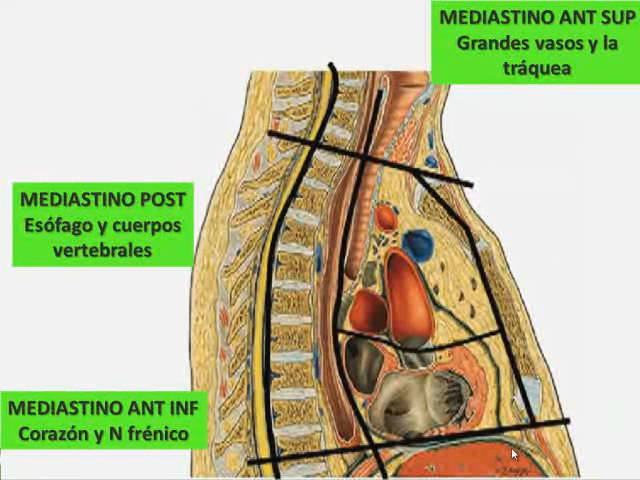 MEDIASTINO ANT SUP
Grandes vasos y la
tráquea
MEDIASTINO POST
Esófago y cuerpos
vertebrales
MEDIASTINO ANT INF
Corazón y N frénico